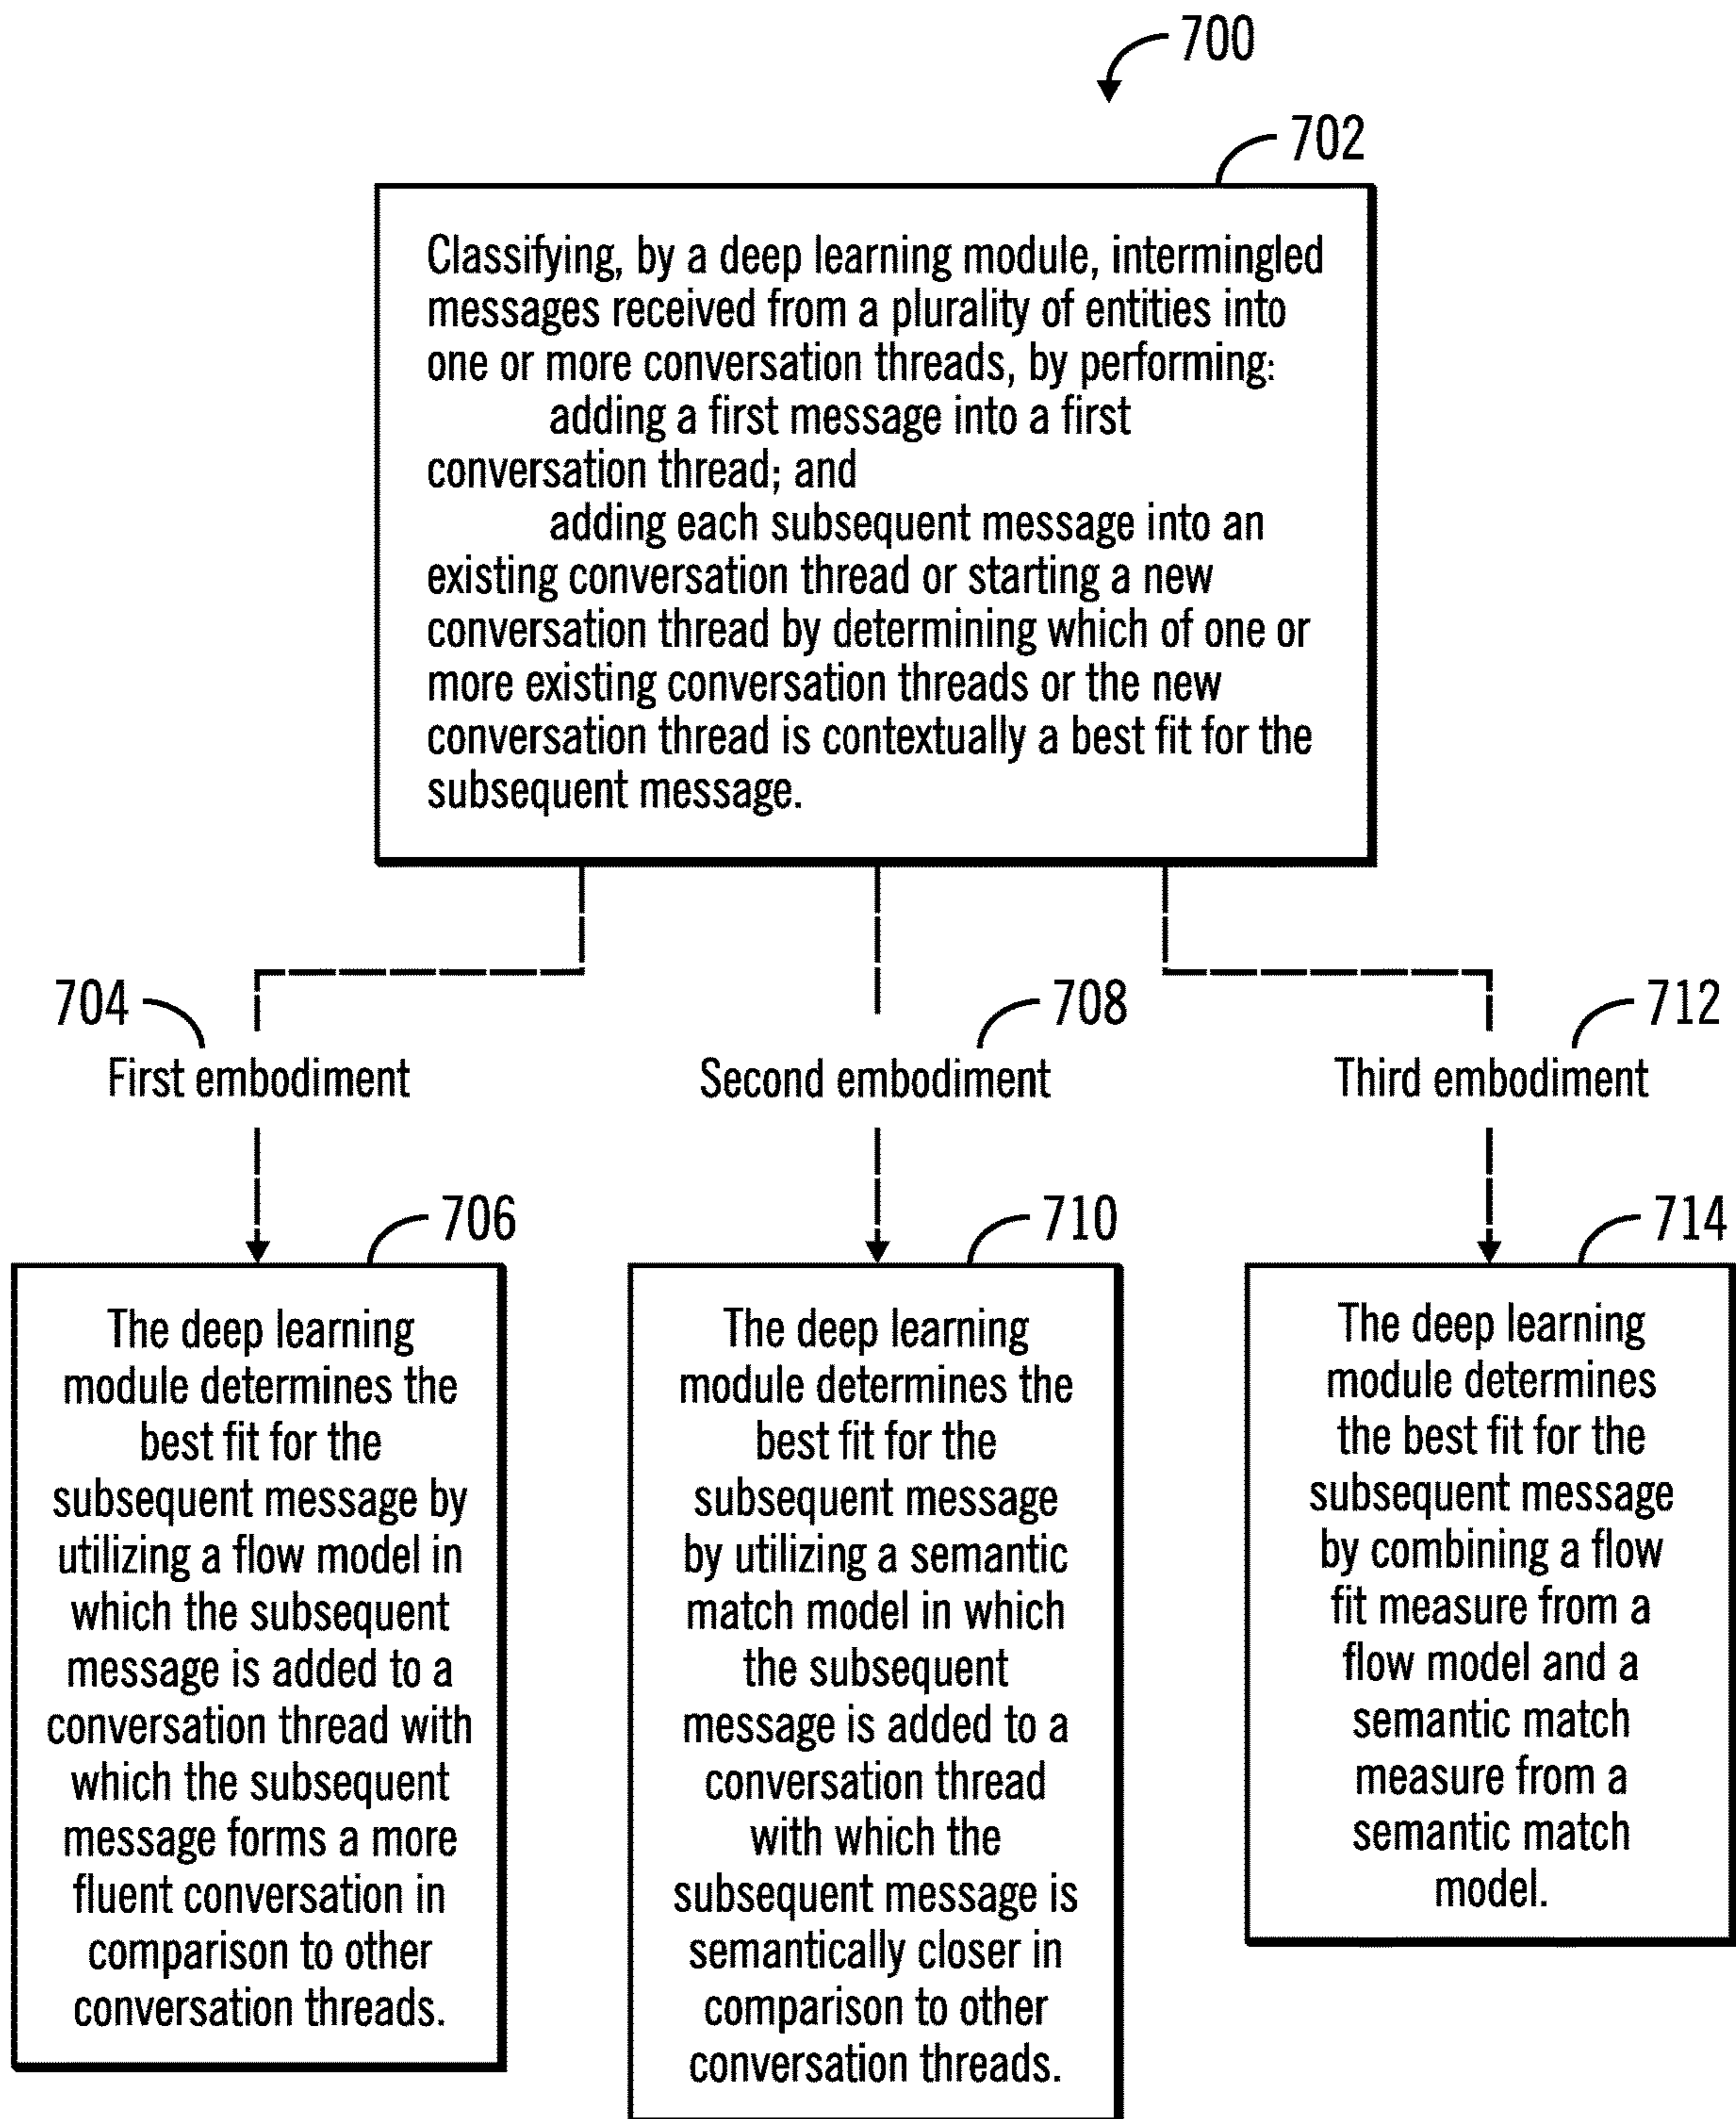 700
702
Classifying, by a deep learning module, intermingled
messages received from a plurality of entities into
one or more conversation threads, by performing:
adding a first message into a first
conversation thread; and
adding each subsequent message into an
existing conversation thread or starting a new
conversation thread by determining which of one or
more existing conversation threads or the new
conversation thread is contextually a best fit for the
subsequent message.
704
First embodiment
708
Second embodiment
712
Third embodiment
706
The deep learning
module determines the
best fit for the
subsequent message by
utilizing a flow model in
which the subsequent
message is added to a
conversation thread with
which the subsequent
message forms a more
fluent conversation in
comparison to other
conversation threads.
710
The deep learning
module determines the
best fit for the
subsequent message
by utilizing a semantic
match model in which
the subsequent
message is added to a
conversation thread
with which the
subsequent message is
semantically closer in
comparison to other
conversation threads.
714
The deep learning
module determines
the best fit for the
subsequent message
by combining a flow
fit measure from a
flow model and a
semantic match
measure from a
semantic match
model.